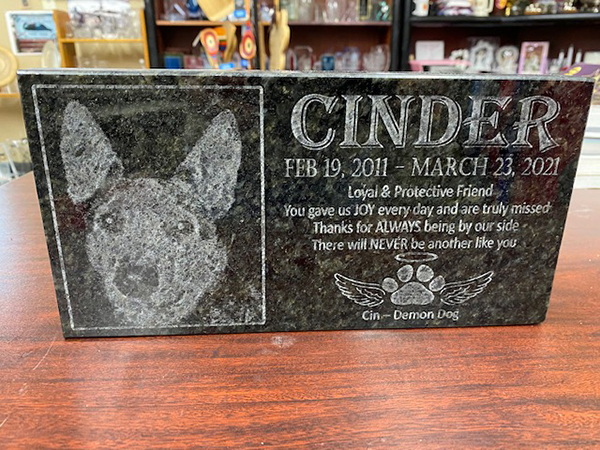 CINDER
FEB 19, 2011 – MARCH 23, 2021
Loyal & Protective Friend
You gave us JOY every day and are truly missed
Thanks for ALWAYS being by our side
There will NEVER be another like you
Cin – Demon Dog